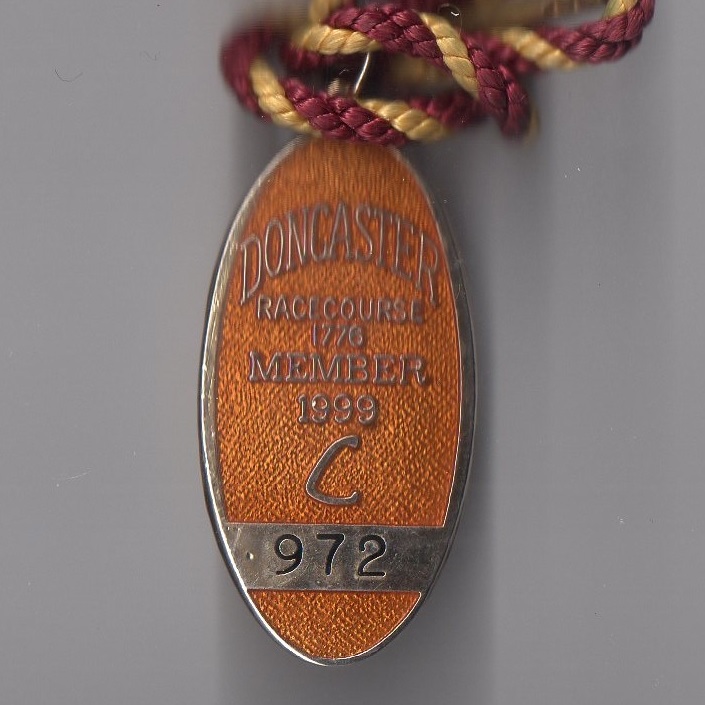 DONCASTER
RACECOURSE
1776
MEMBER
1999
C
972